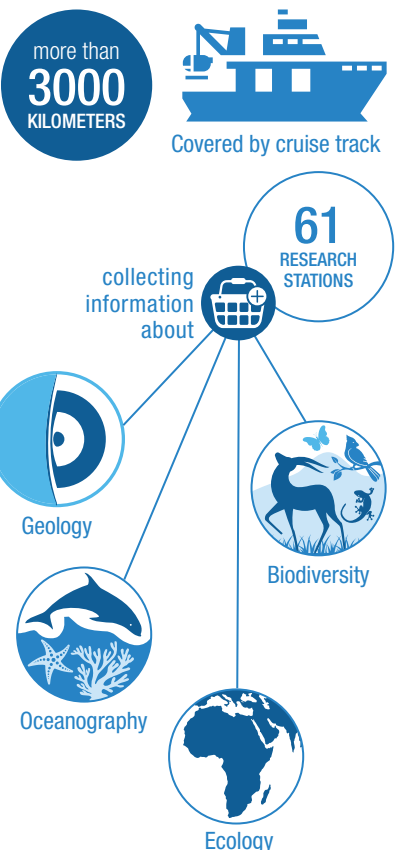 more than
3000
KILOMETERS
Covered by cruise track
61
RESEARCH
STATIONS
collecting
information
about
Geology
Biodiversity
Oceanography
Ecology